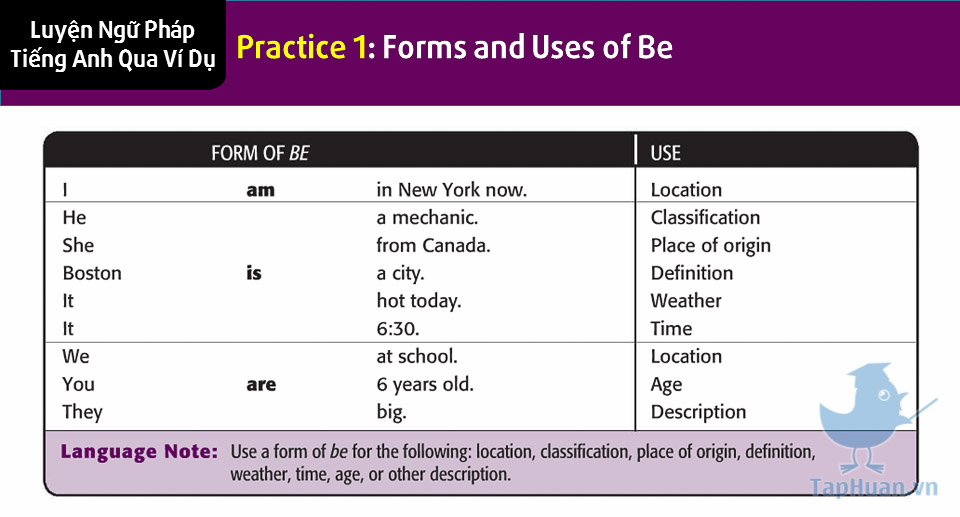 Luyện Ngữ Pháp
Tiếng Anh Qua Ví Dụ
Practice 1: Forms and Uses of Be
FORM OF BE USE
I am in New York now. Location
He a mechanic. Classification
She from Canada. Place of origin
Boston is a city. Definition
It hot today. Weather
It 6:30. Time
We at school. Location
You are 6 years old. Age
They big. Description
Language Note: Use a form of be for the following: location, classification, place of origin, definition,
weather, time, age, or other description.
TapHuan.vn